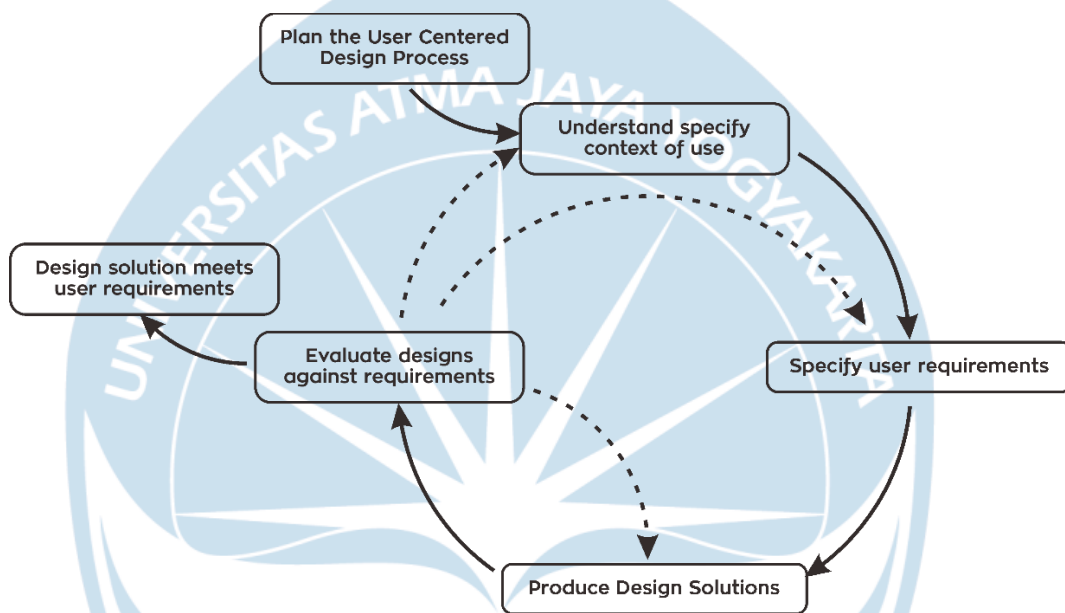 Plan the User Centered
Design Process
UNIVERSITAS ATMA JAYA YOGYAKARTA
Understand specify
context of use
Design solution meets
user requirements
Evaluate designs
against requirements
Specify user requirements
Produce Design Solutions